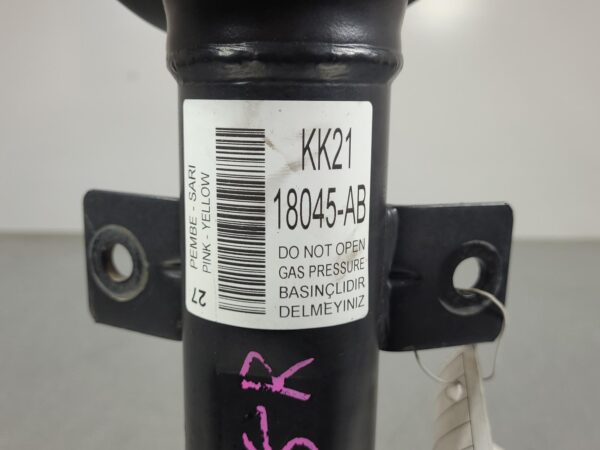 KK21
18045-AB
DO NOT OPEN
GAS PRESSURE
BASINÇLIDIR
DELMEYINIZ
PEMBE - SARI
PINK - YELLOW
27